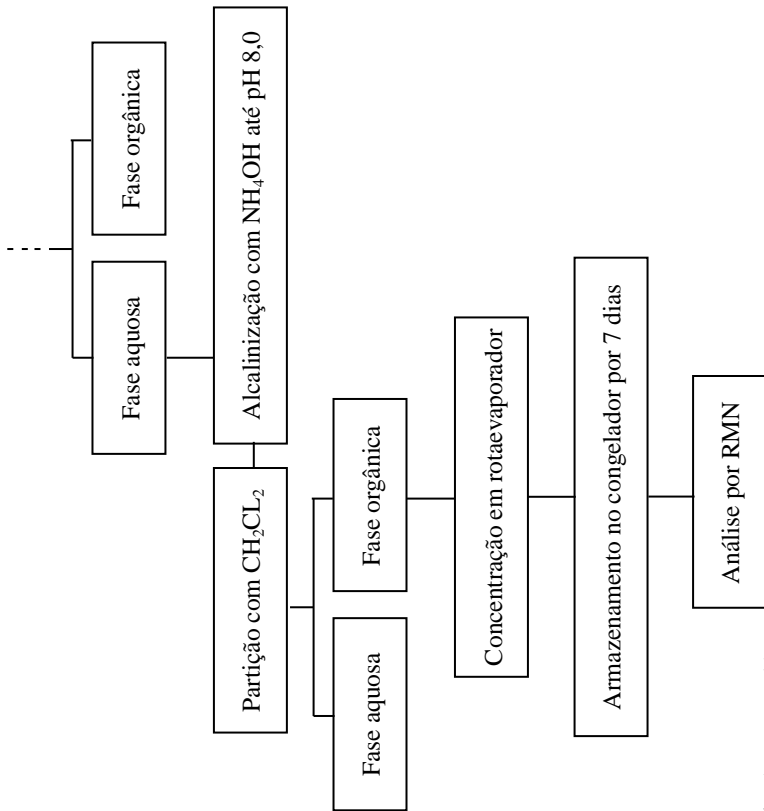 Fase aquosa
Fase orgânica
Alcalinização com NH₄OH até pH 8,0
Partição com CH₂CL₂
Fase aquosa
Fase orgânica
Concentração em rotaevaporador
Armazenamento no congelador por 7 dias
Análise por RMN